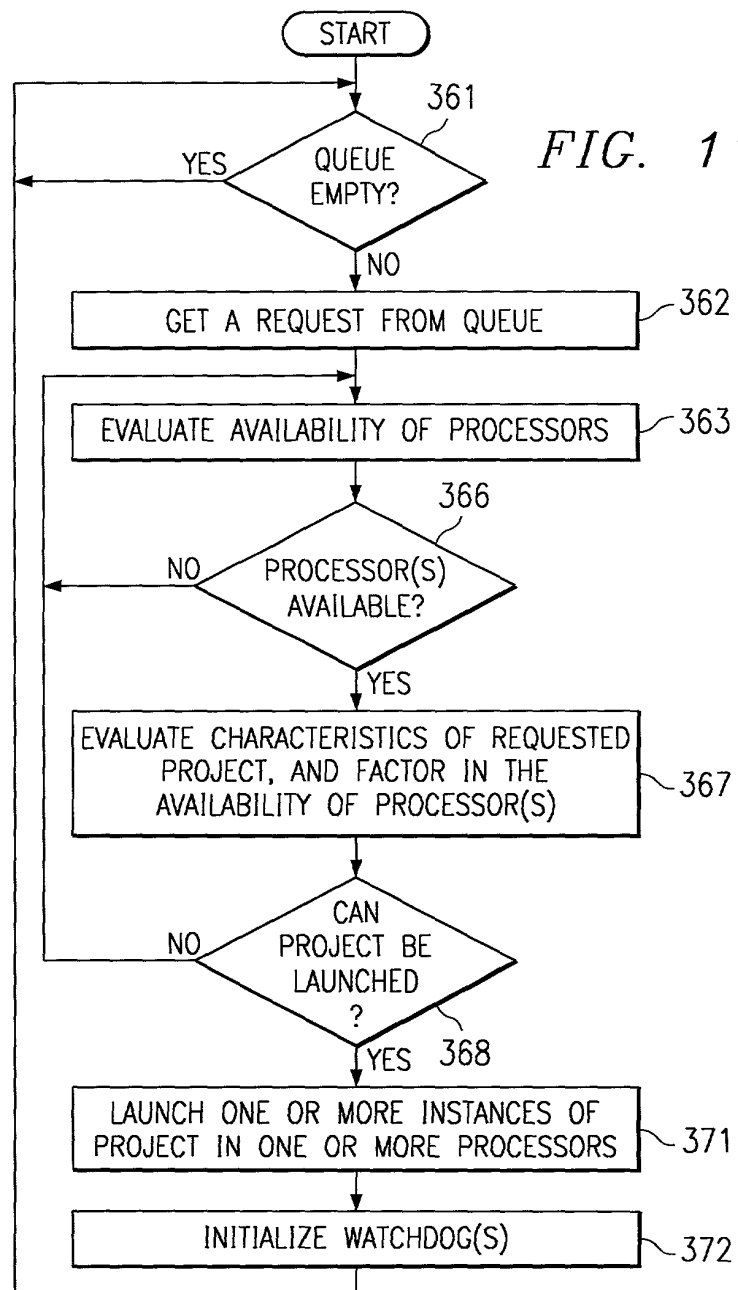 START
361
FIG. 1
YES
QUEUE
EMPTY?
NO
GET A REQUEST FROM QUEUE
362
EVALUATE AVAILABILITY OF PROCESSORS
363
366
NO
PROCESSOR(S)
AVAILABLE?
YES
EVALUATE CHARACTERISTICS OF REQUESTED
PROJECT, AND FACTOR IN THE
AVAILABILITY OF PROCESSOR(S)
367
NO
CAN
PROJECT BE
LAUNCHED
?
368
YES
LAUNCH ONE OR MORE INSTANCES OF
PROJECT IN ONE OR MORE PROCESSORS
371
INITIALIZE WATCHDOG(S)
372